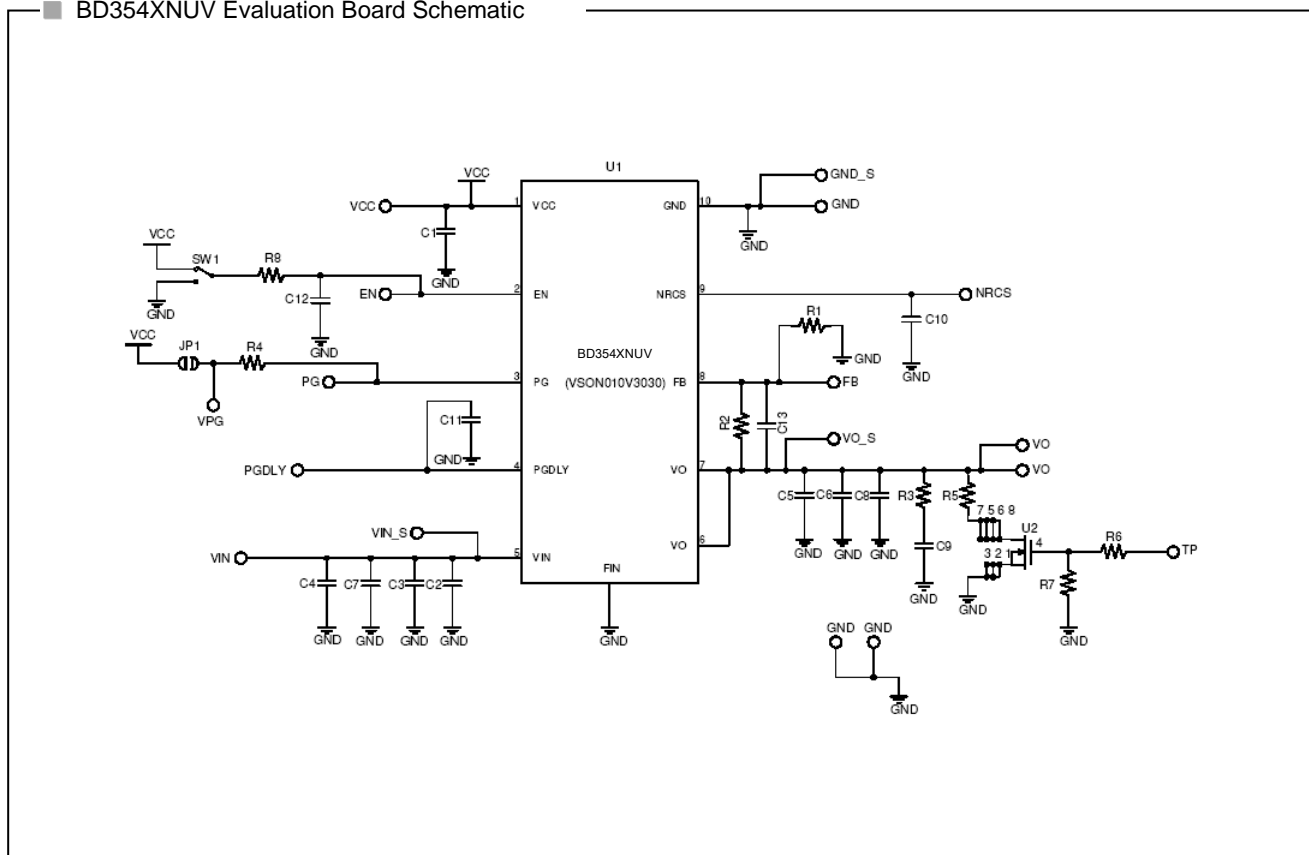 BD354XNUV Evaluation Board Schematic
U1
VCC
VCC
1
VCC
GND
10
GND_S
GND
GND
C1
GND
VCC
SW1
R8
EN
2
EN
NRCS
9
NRCS
C12
GND
GND
C10
GND
R1
GND
VCC
JP1
R4
PG
3
PG
BD354XNUV
(VSON010V3030)
FB
8
FB
VPG
C11
GND
R2
C13
VO_S
PGDLY
4
PGDLY
VO
7
VO
VO
C5
C6
C8
R3
R5
GND
GND
GND
C9
GND
7 5 6 8
U2
4
3 2 1
GND
R6
TP
R7
GND
VIN_S
VIN
5
VIN
VO
6
C4
C7
C3
C2
GND
GND
GND
GND
FIN
GND
GND
GND
GND